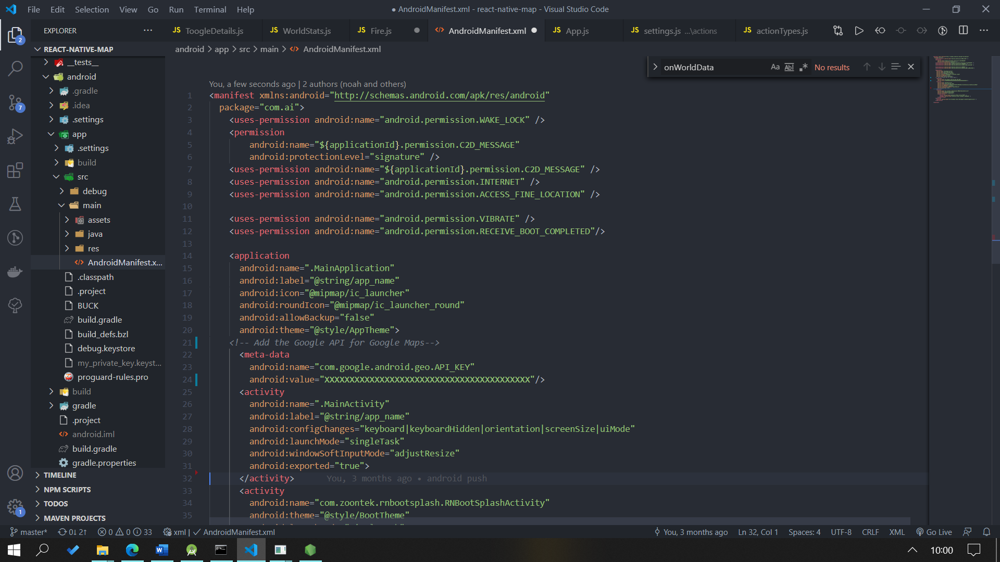 File Edit Selection View Go Run Terminal Help
● AndroidManifest.xml - react-native-map - Visual Studio Code
EXPLORER
JS ToogleDetails.js
JS WorldStats.js
JS Fire.js
AndroidManifest.xml
JS App.js
JS settings.js ...\actions
JS actionTypes.js
REACT-NATIVE-MAP
__tests__
android
.gradle
.idea
.settings
app
.settings
build
src
debug
main
assets
java
res
AndroidManifest.x...
.classpath
.project
BUCK
build.gradle
build_defs.bzl
debug.keystore
my_private_key.keyst...
proguard-rules.pro
build
gradle
.project
android.iml
build.gradle
gradle.properties
TIMELINE
NPM SCRIPTS
TODOS
MAVEN PROJECTS
2
7
1
android > app > src > main > AndroidManifest.xml
onWorldData
Aa Abl .*
No results
You, a few seconds ago | 2 authors (noah and others)
1 <manifest xmlns:android="http://schemas.android.com/apk/res/android"
2 package="com.ai">
3 <uses-permission android:name="android.permission.WAKE_LOCK" />
4 <permission
5 android:name="${applicationId}.permission.C2D_MESSAGE"
6 android:protectionLevel="signature" />
7 <uses-permission android:name="${applicationId}.permission.C2D_MESSAGE" />
8 <uses-permission android:name="android.permission.INTERNET" />
9 <uses-permission android:name="android.permission.ACCESS_FINE_LOCATION" />
10
11 <uses-permission android:name="android.permission.VIBRATE" />
12 <uses-permission android:name="android.permission.RECEIVE_BOOT_COMPLETED"/>
13
14 <application
15 android:name=".MainApplication"
16 android:label="@string/app_name"
17 android:icon="@mipmap/ic_launcher"
18 android:roundIcon="@mipmap/ic_launcher_round"
19 android:allowBackup="false"
20 android:theme="@style/AppTheme">
21 <!-- Add the Google API for Google Maps-->
22 <meta-data
23 android:name="com.google.android.geo.API_KEY"
24 android:value="XXXXXXXXXXXXXXXXXXXXXXXXXXXXXXXXXXXXXXXXX"/>
25 <activity
26 android:name=".MainActivity"
27 android:label="@string/app_name"
28 android:configChanges="keyboard|keyboardHidden|orientation|screenSize|uiMode"
29 android:launchMode="singleTask"
30 android:windowSoftInputMode="adjustResize"
31 android:exported="true">
32 </activity> You, 3 months ago • android push
33 <activity
34 android:name="com.zoontek.rnbootsplash.RNBootSplashActivity"
35 android:theme="@style/BootTheme"
master* 0↓ 2↑ 0 0 33 xml | AndroidManifest.xml
You, 3 months ago Ln 32, Col 1 Spaces: 4 UTF-8 CRLF XML Go Live
10:00